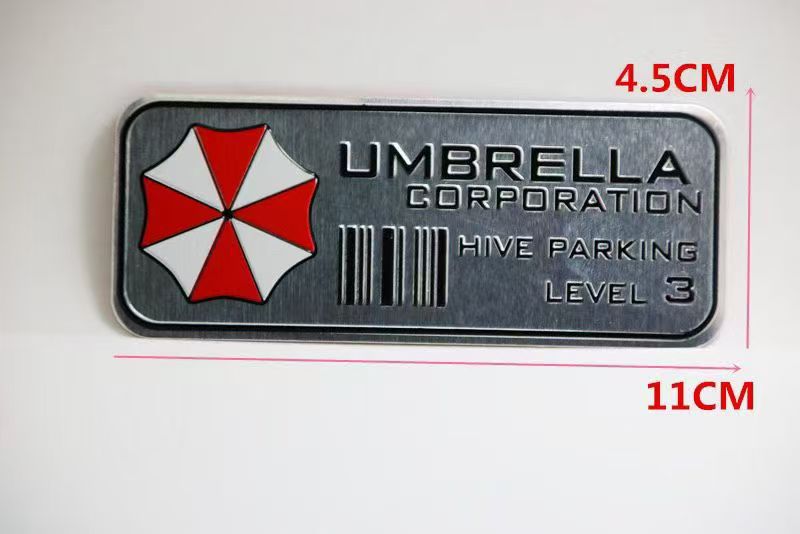 4.5CM
UMBRELLA
CORPORATION
HIVE PARKING
LEVEL 3
11CM